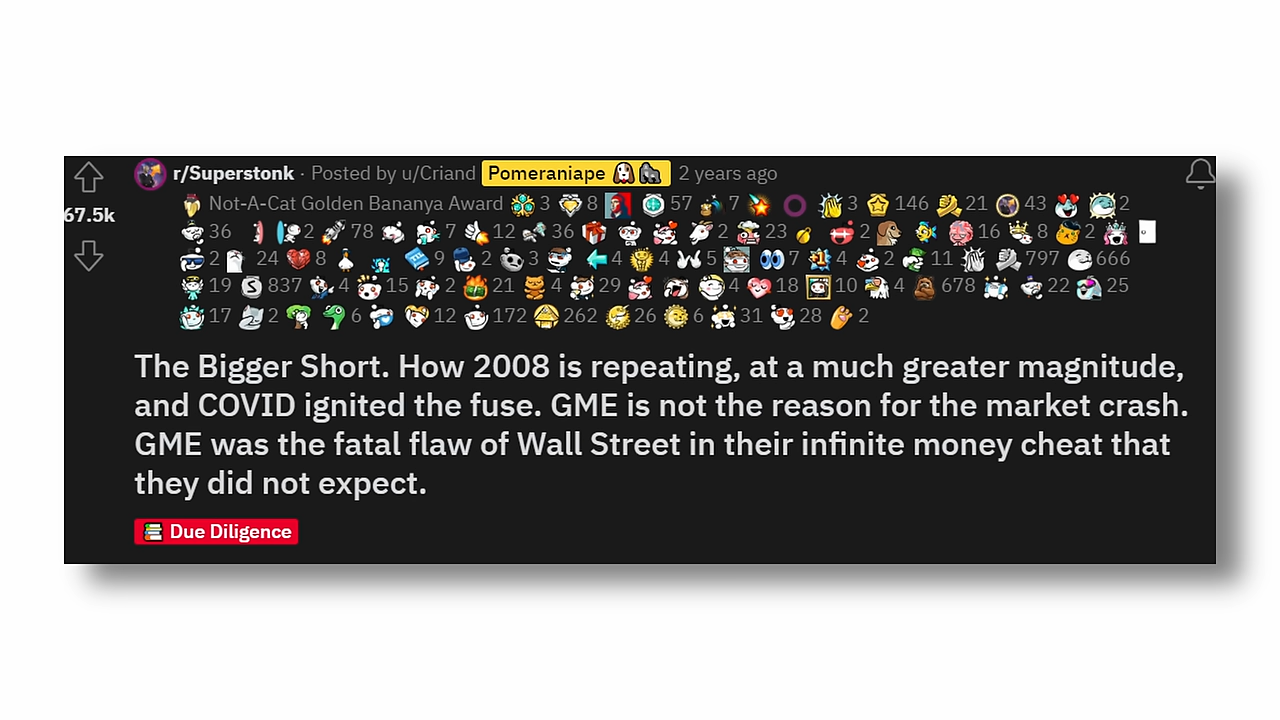 r/Superstonk · Posted by u/Criand Pomeraniape 2 years ago
67.5k
Not-A-Cat Golden Bananya Award 3 8 57 7 3 146 21 43 2
36 2 78 7 12 36 2 23 2 16 8 2
2 24 8 9 2 3 4 4 5 7 4 2 11 797 666
19 837 4 15 2 21 4 29 4 18 10 4 678 22 25
17 2 6 12 172 262 26 6 31 28 2
The Bigger Short. How 2008 is repeating, at a much greater magnitude,
and COVID ignited the fuse. GME is not the reason for the market crash.
GME was the fatal flaw of Wall Street in their infinite money cheat that
they did not expect.
Due Diligence